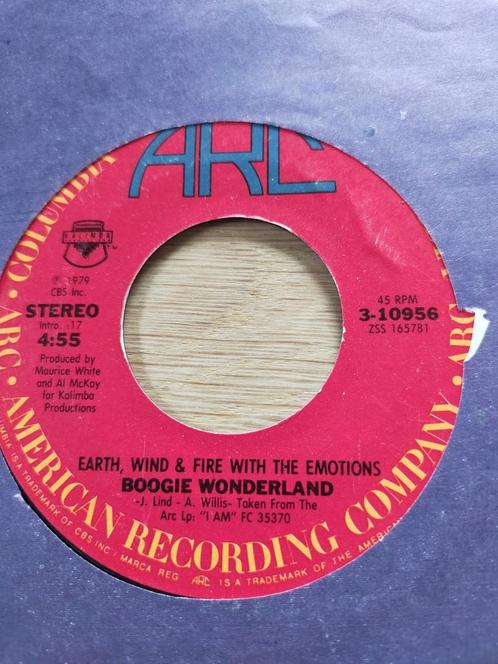 ARC
ARC • COLUMBIA
KALIMBA
TM
℗ 1979
CBS Inc.
STEREO
Intro. :17
4:55
Produced by
Maurice White
and Al McKay
for Kalimba
Productions
45 RPM
3-10956
ZSS 165781
EARTH, WIND & FIRE WITH THE EMOTIONS
BOOGIE WONDERLAND
-J. Lind - A. Willis- Taken From The
Arc Lp: "I AM" FC 35370
AMERICAN RECORDING COMPANY • ARC
IS A TRADEMARK OF CBS INC. MARCA REG. ARC IS A TRADEMARK OF THE